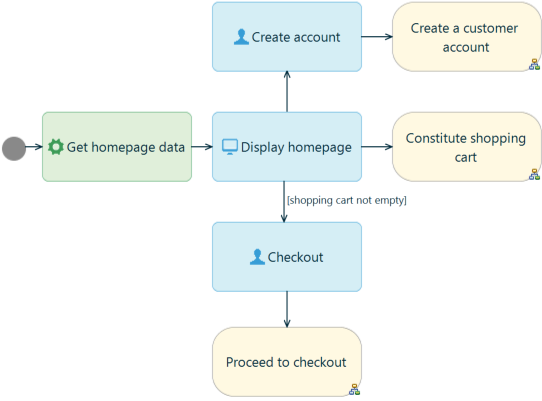 Create account
Create a customer
account
Get homepage data
Display homepage
Constitute shopping
cart
[shopping cart not empty]
Checkout
Proceed to checkout